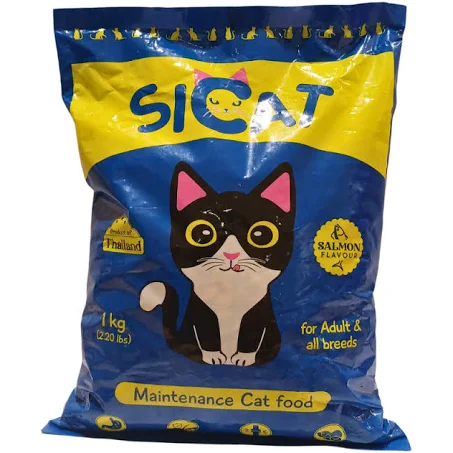 SICAT
Product of
Thailand
SALMON
FLAVOUR
1 kg
(2.20 lbs)
for Adult &
all breeds
Maintenance Cat food